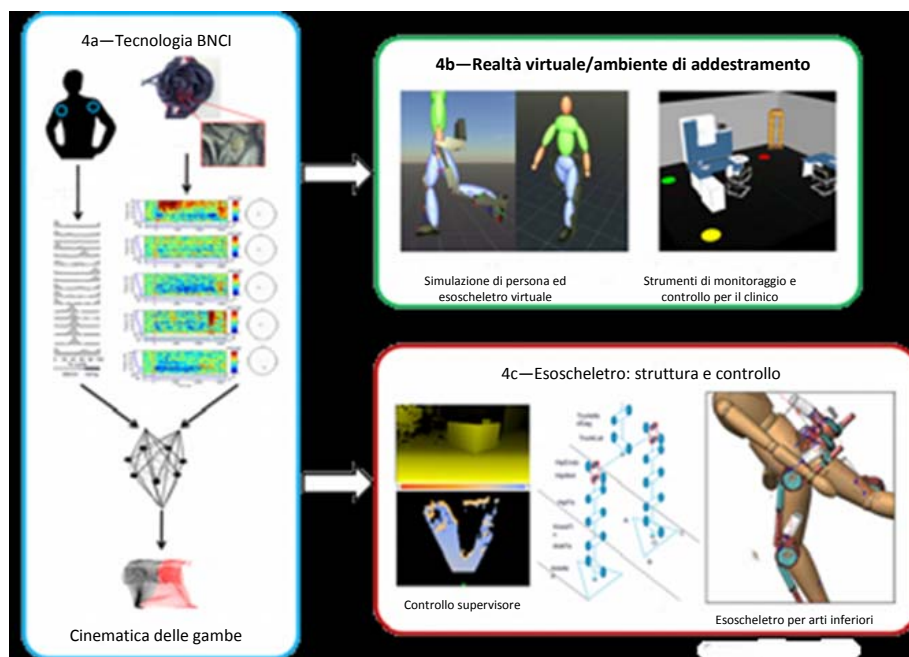 4a—Tecnologia BNCI
Cinematica delle gambe
4b—Realtà virtuale/ambiente di addestramento
Simulazione di persona ed
esoscheletro virtuale
Strumenti di monitoraggio e
controllo per il clinico
4c—Esoscheletro: struttura e controllo
Controllo supervisore
Esoscheletro per arti inferiori